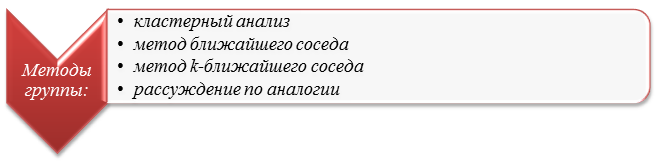 Методы
группы:
• кластерный анализ
• метод ближайшего соседа
• метод k-ближайшего соседа
• рассуждение по аналогии